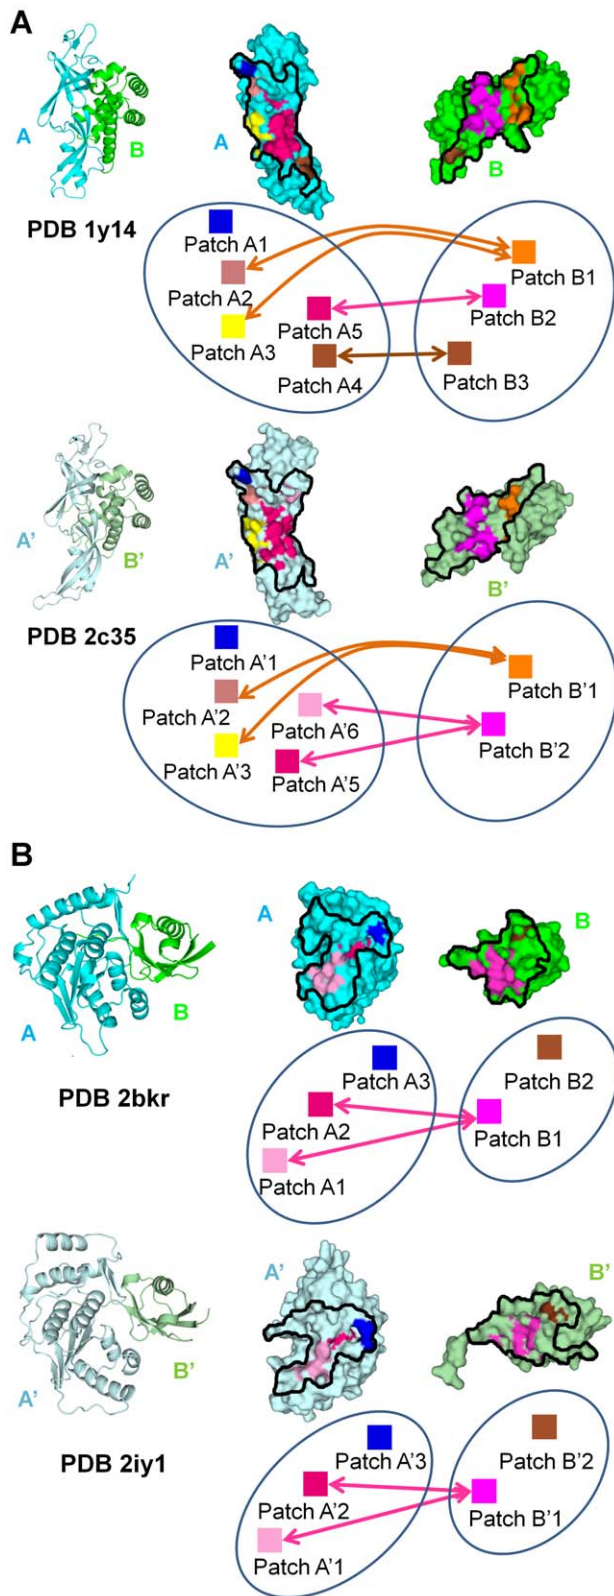 A
A
B
A
B
PDB 1y14
Patch A1
Patch A2
Patch A3
Patch A5
Patch A4
Patch B1
Patch B2
Patch B3
A’
B’
A’
B’
PDB 2c35
Patch A’1
Patch A’2
Patch A’3
Patch A’6
Patch A’5
Patch B’1
Patch B’2
B
A
B
A
B
PDB 2bkr
Patch A3
Patch A2
Patch A1
Patch B2
Patch B1
A’
B’
A’
B’
PDB 2iy1
Patch A’3
Patch A’2
Patch A’1
Patch B’2
Patch B’1